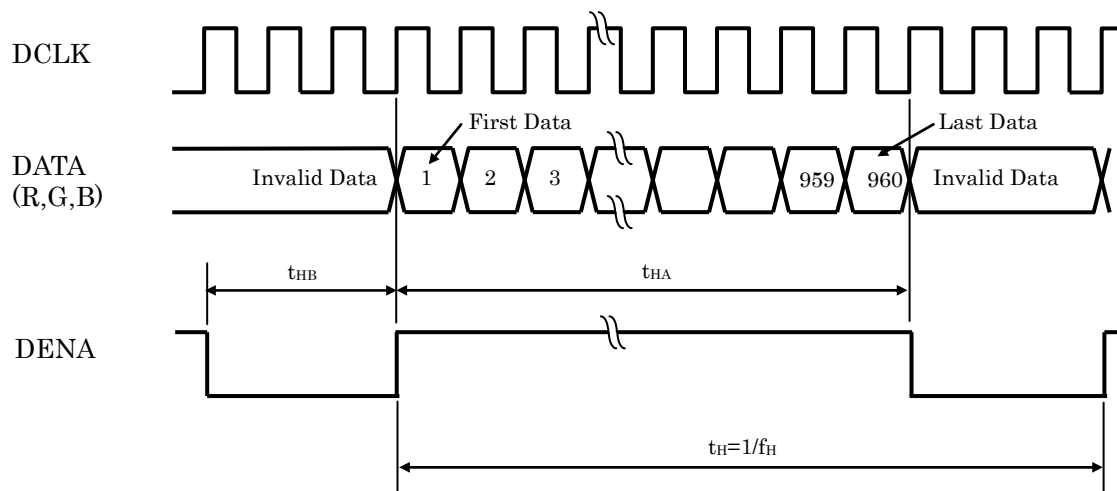 DCLK
First Data
Last Data
DATA
(R,G,B)
Invalid Data 1 2 3 959 960 Invalid Data
tHB tHA
DENA
tH=1/fH